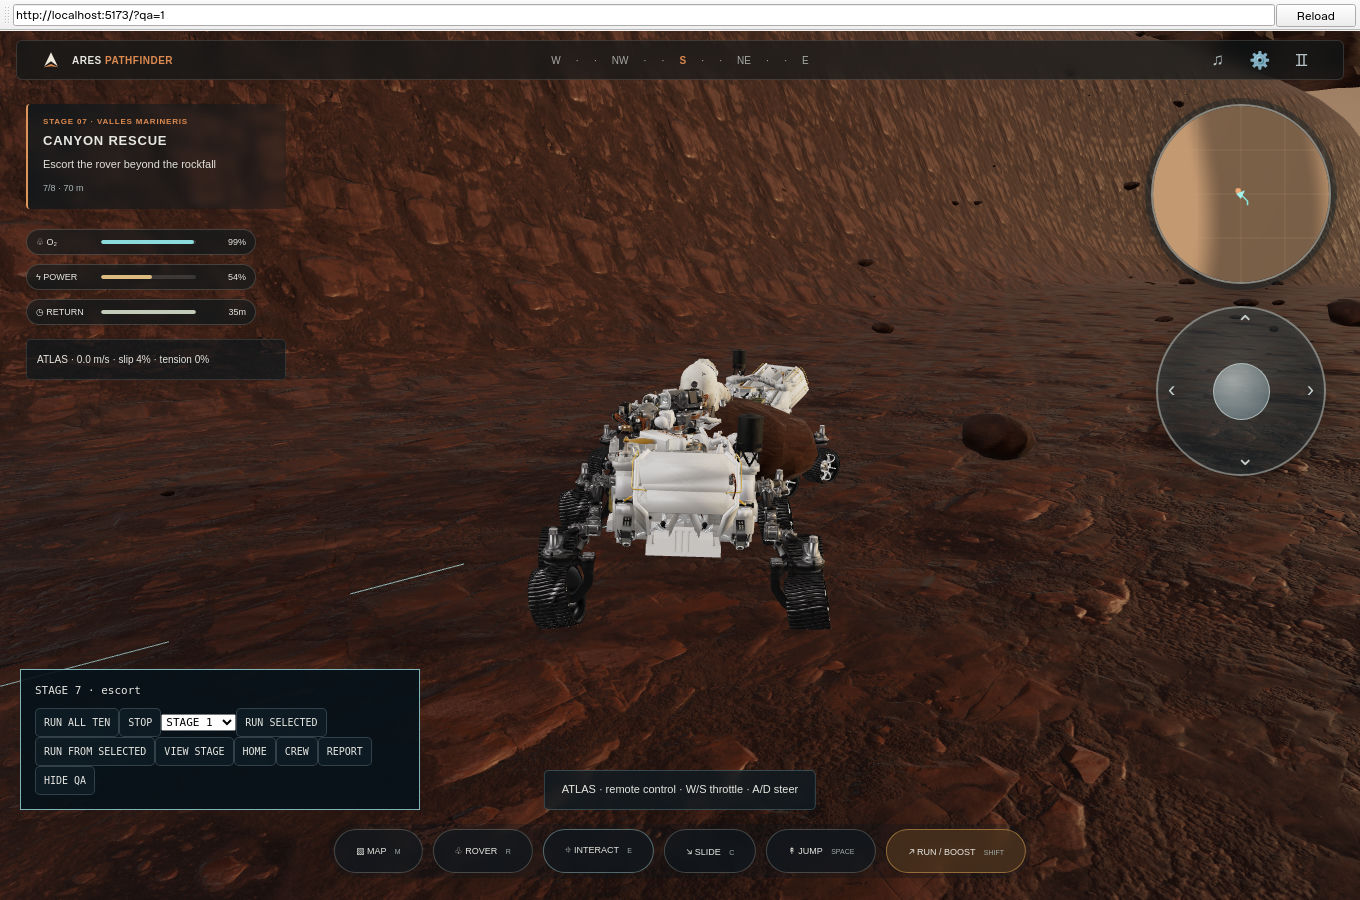 http://localhost:5173/?qa=1
Reload
ARES PATHFINDER
W · · NW · · S · · NE · · E
STAGE 07 · VALLES MARINERIS
CANYON RESCUE
Escort the rover beyond the rockfall
7/8 · 70 m
O₂ 99%
POWER 54%
RETURN 35m
ATLAS · 0.0 m/s · slip 4% · tension 0%
STAGE 7 · escort
RUN ALL TEN
STOP
STAGE 1
RUN SELECTED
RUN FROM SELECTED
VIEW STAGE
HOME
CREW
REPORT
HIDE QA
ATLAS · remote control · W/S throttle · A/D steer
MAP M
ROVER R
INTERACT E
SLIDE C
JUMP SPACE
RUN / BOOST SHIFT